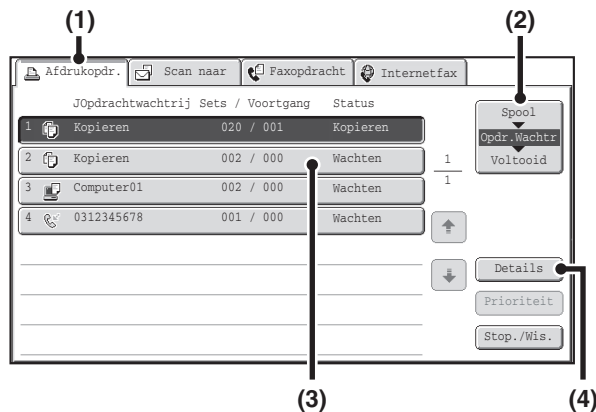 (1) (2)
Afdrukopdr. Scan naar Faxopdracht Internetfax
JOpdrachtwachtrij Sets / Voortgang Status
Spool
Opdr.Wachtr
Voltooid
1 Kopieren 020 / 001 Kopieren
2 Kopieren 002 / 000 Wachten
3 Computer01 002 / 000 Wachten
4 0312345678 001 / 000 Wachten
1
1
Details
Prioriteit
Stop./Wis.
(3) (4)